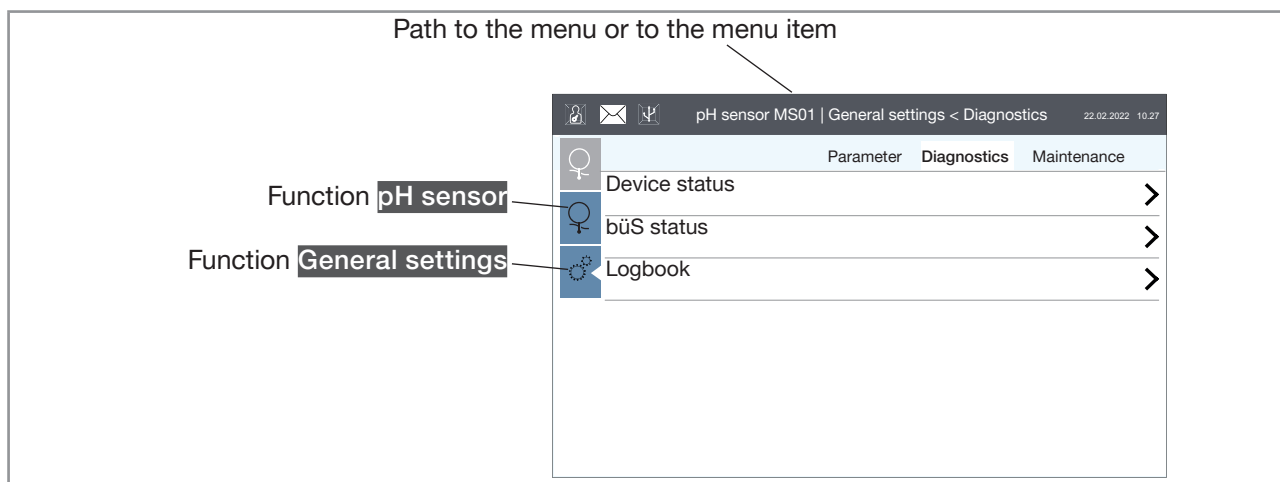 Path to the menu or to the menu item
pH sensor MS01 | General settings < Diagnostics 22.02.2022 10.27
Parameter Diagnostics Maintenance
Device status
Function pH sensor
büS status
Function General settings
Logbook